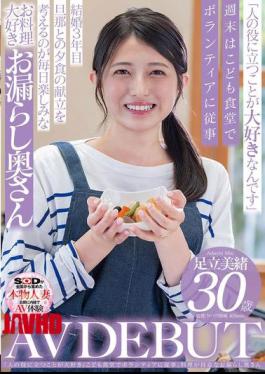 「人の役に立つことが大好きなんです」
週末はこども食堂で
ボランティアに従事
結婚3年目
旦那との夕食の献立を
考えるのが毎日楽しみな
お料理大好き
お漏らし奥さん
足立美緒
30歳
本物人妻
AV体験
JAVHD
AV DEBUT